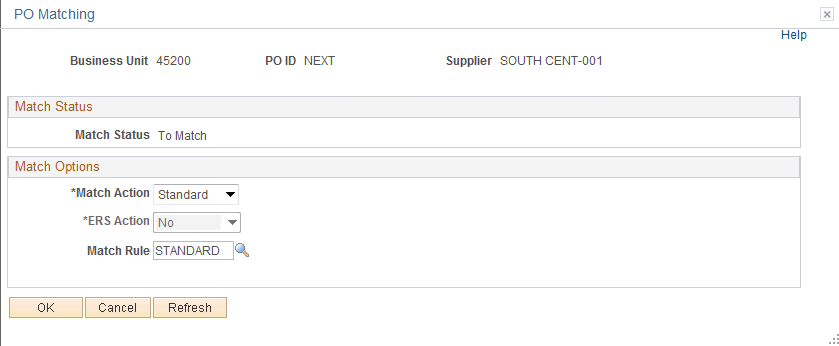 PO Matching
Help
Business Unit 45200 PO ID NEXT Supplier SOUTH CENT-001
Match Status
Match Status To Match
Match Options
*Match Action Standard
*ERS Action No
Match Rule STANDARD
OK Cancel Refresh